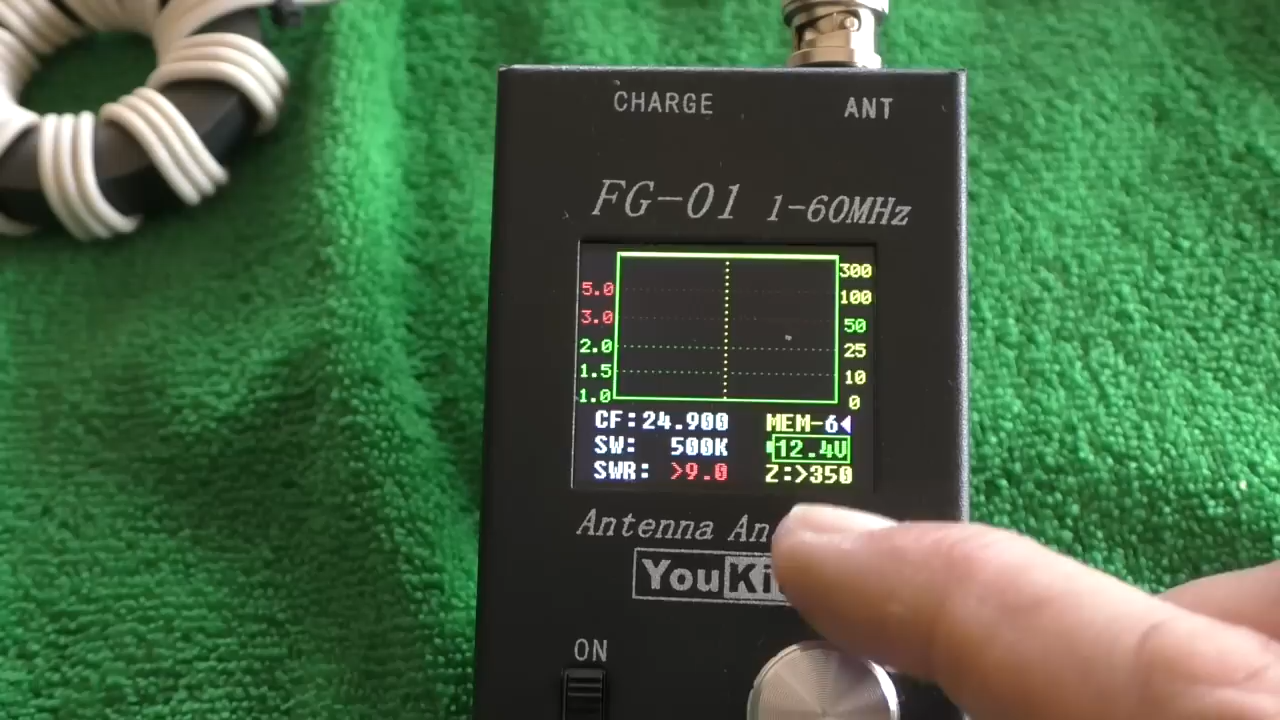 CHARGE ANT
FG-01 1-60MHz
300
5.0 100
3.0 50
2.0 25
1.5 10
1.0 0
CF:24.900 MEM-6
SW: 500K 12.4V
SWR: >9.0 Z:>350
Antenna
You
ON